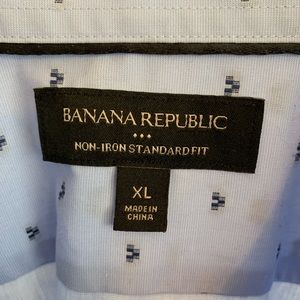 BANANA REPUBLIC
NON-IRON STANDARD FIT
XL
MADE IN
CHINA